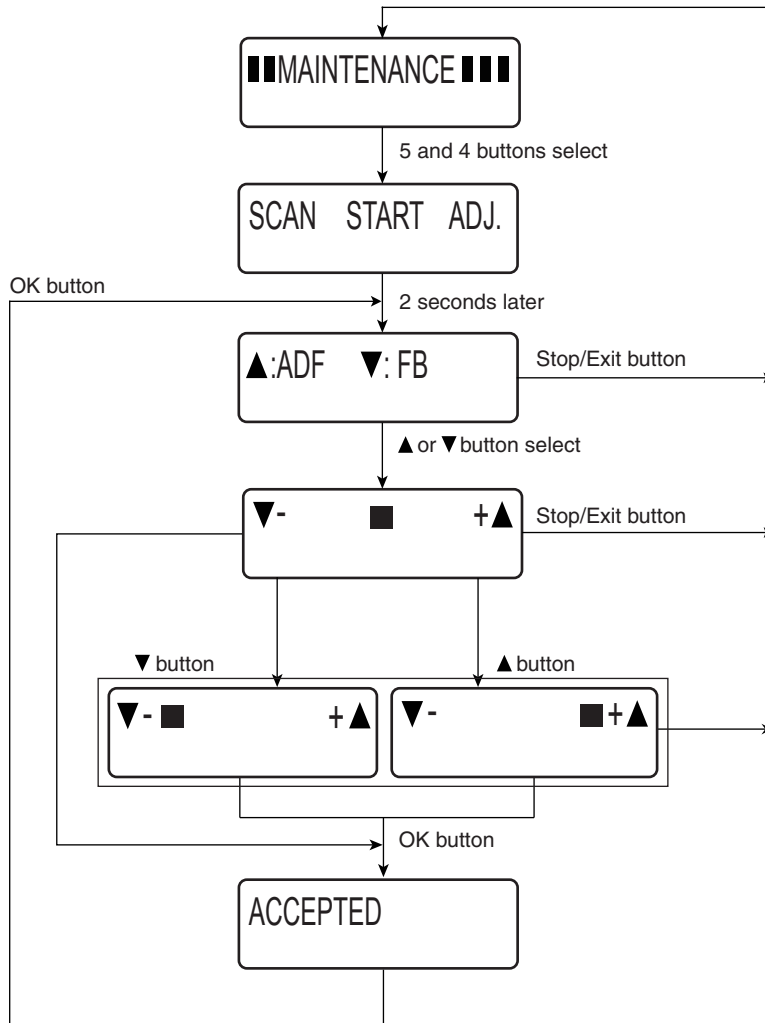 ▮▮MAINTENANCE ▮▮▮
5 and 4 buttons select
SCAN START ADJ.
OK button
2 seconds later
▲:ADF ▼: FB
Stop/Exit button
▲ or ▼ button select
▼- ■ +▲
Stop/Exit button
▼ button
▲ button
▼- ■ +▲
▼- ■+▲
OK button
ACCEPTED